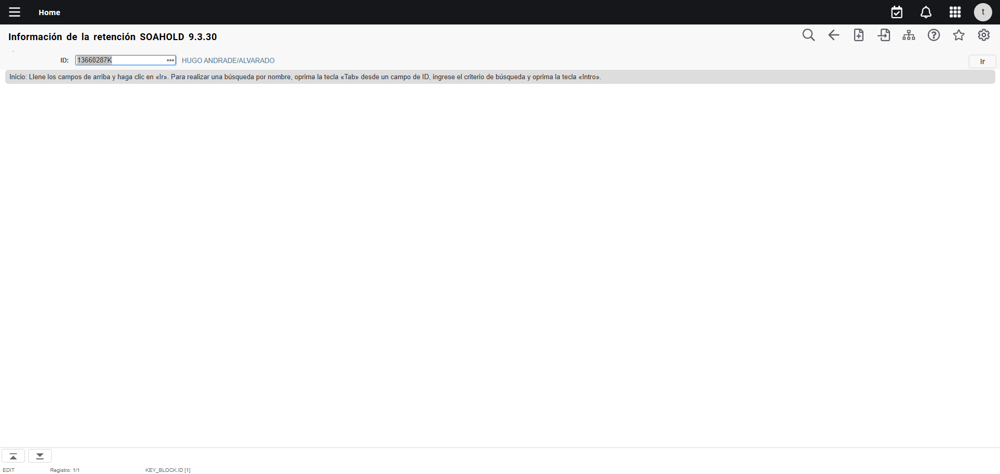 Home
t
Información de la retención SOAHOLD 9.3.30
ID: 13660287K ••• HUGO ANDRADE/ALVARADO
Ir
Inicio: Llene los campos de arriba y haga clic en «Ir». Para realizar una búsqueda por nombre, oprima la tecla «Tab» desde un campo de ID, ingrese el criterio de búsqueda y oprima la tecla «Intro».
EDIT Registro: 1/1 KEY_BLOCK.ID [1]